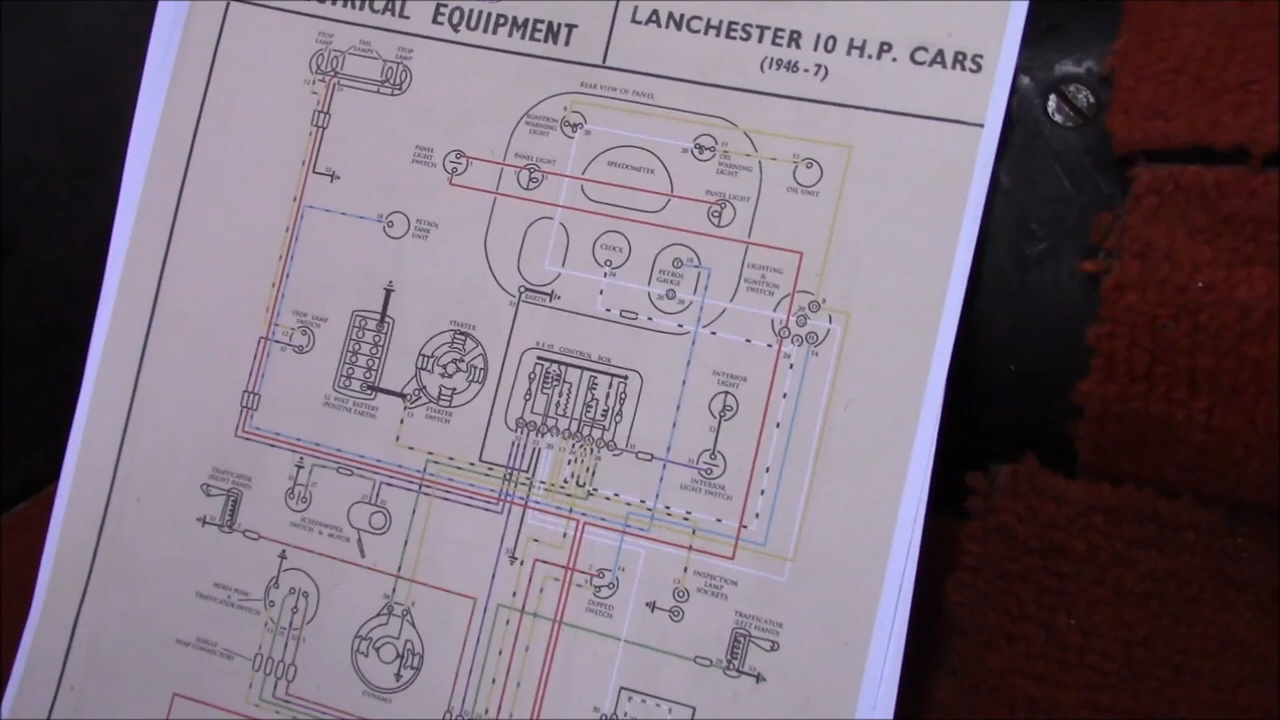 EQUIPMENT
LANCHESTER 10 H.P. CARS
(1946-7)
STOP
LAMP
TAIL
LAMPS
STOP
LAMP
REAR VIEW OF PANEL
IGNITION
WARNING
LIGHT
PANEL
LIGHT
SWITCH
PANEL LIGHT
SPEEDOMETER
OIL
WARNING
LIGHT
OIL UNIT
PANEL LIGHT
PETROL
TANK
UNIT
CLOCK
PETROL
GAUGE
LIGHTING
&
IGNITION
SWITCH
EARTH
STOP LAMP
SWITCH
STARTER
CONTROL BOX
INTERIOR
LIGHT
12 VOLT BATTERY
(POSITIVE EARTH)
STARTER
SWITCH
INTERIOR
LIGHT SWITCH
TRAFFICATOR
(RIGHT HAND)
SCREENWIPER
SWITCH & MOTOR
HORN PUSH
&
TRAFFICATOR SWITCH
DIPPER
SWITCH
INSPECTION
LAMP
SOCKETS
TRAFFICATOR
(LEFT HAND)
SNAP CONNECTORS
DYNAMO